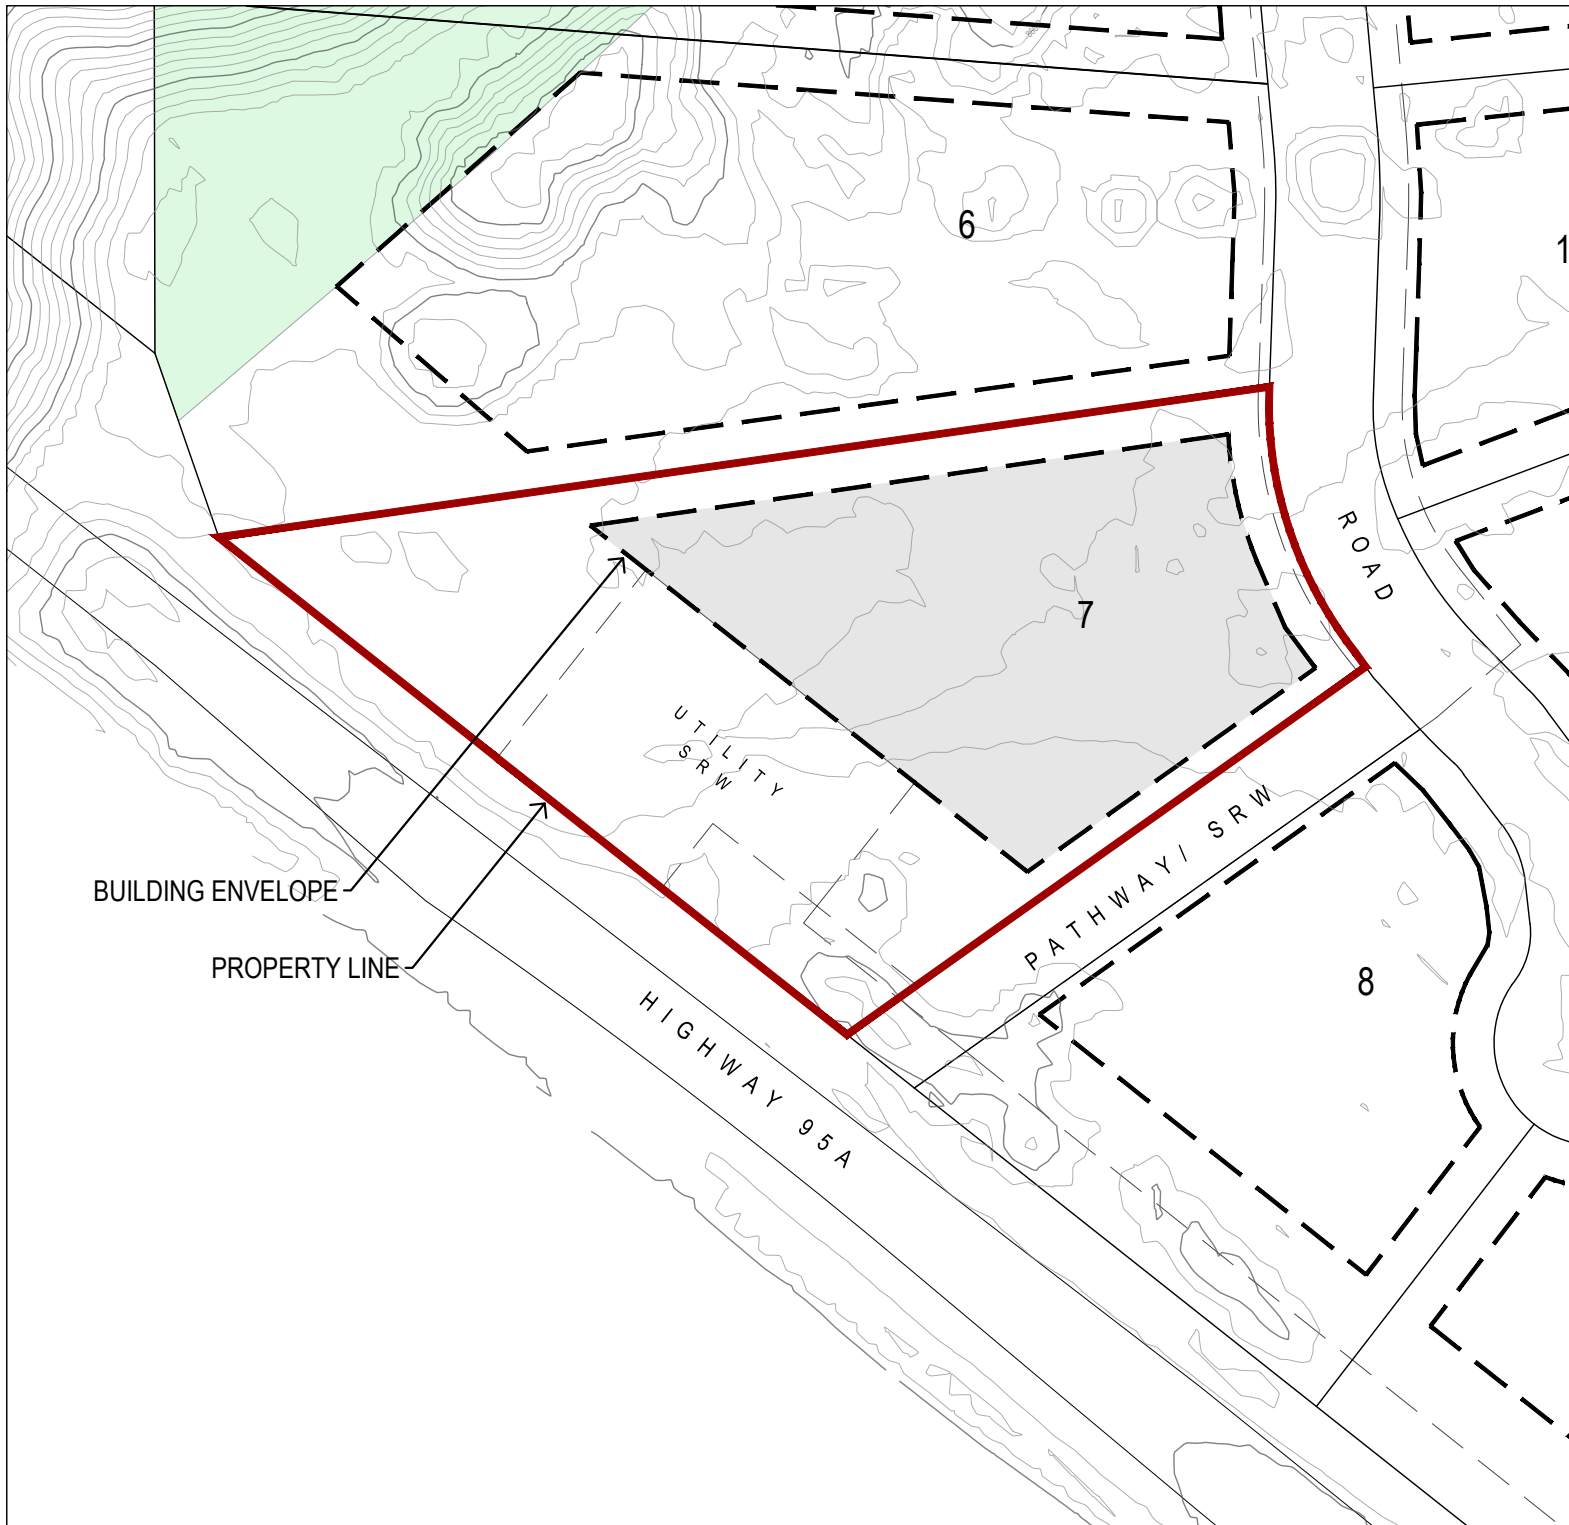 6
1
ROAD
7
UTILITY
SRW
BUILDING ENVELOPE
PROPERTY LINE
PATHWAY/ SRW
8
HIGHWAY 95A